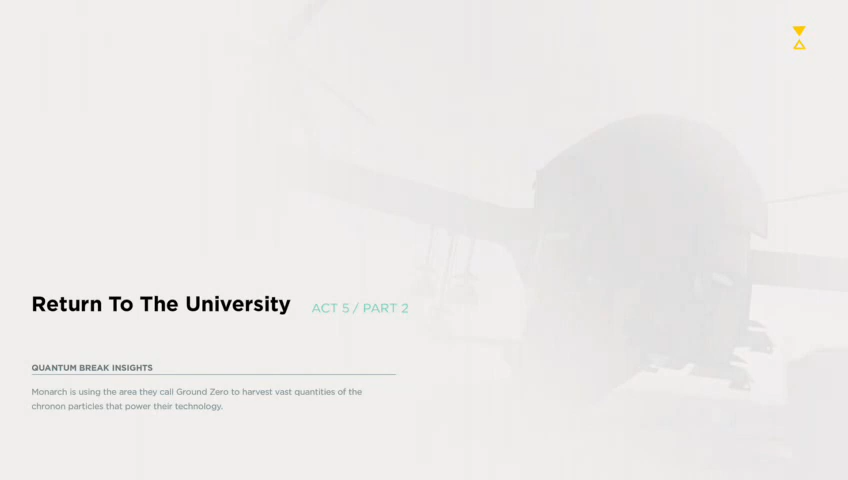 Return To The University ACT 5 / PART 2
QUANTUM BREAK INSIGHTS
Monarch is using the area they call Ground Zero to harvest vast quantities of the
chronon particles that power their technology.